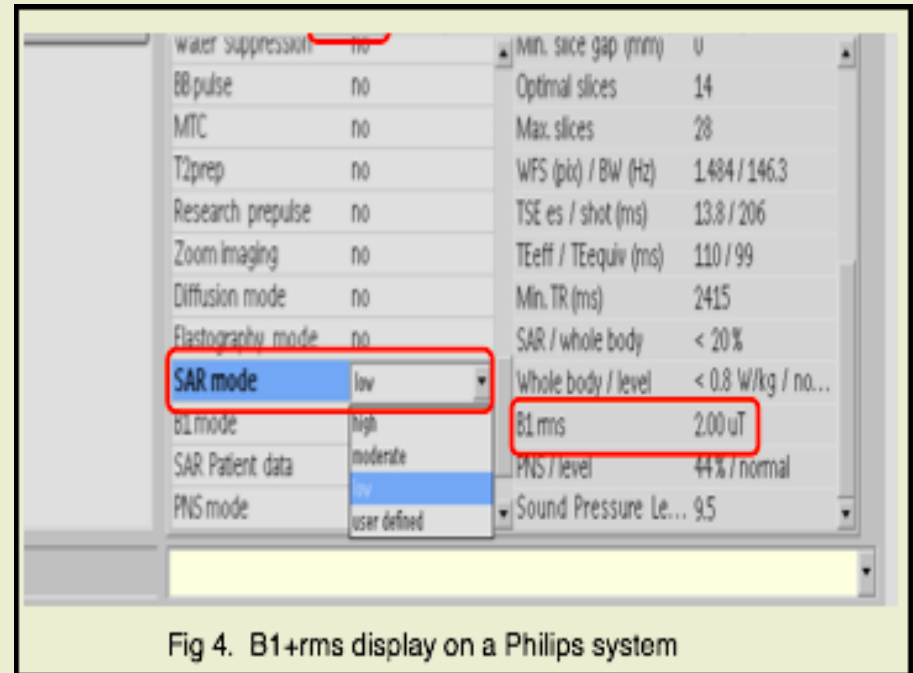 Water Suppression no
BB pulse no
MTC no
T2prep no
Research prepulse no
Zoom imaging no
Diffusion mode no
Elastography mode no
SAR mode low
B1 mode high
SAR Patient data moderate
low
PNS mode user defined
Min. slice gap (mm) 0
Optimal slices 14
Max. slices 28
WFS (pix) / BW (Hz) 1.484 / 146.3
TSE es / shot (ms) 13.8 / 206
TEeff / TEequiv (ms) 110 / 99
Min. TR (ms) 2415
SAR / whole body < 20 %
Whole body / level < 0.8 W/kg / no...
B1 rms 2.00 uT
PNS / level 44 % / normal
Sound Pressure Le... 9.5
Fig 4. B1+rms display on a Philips system